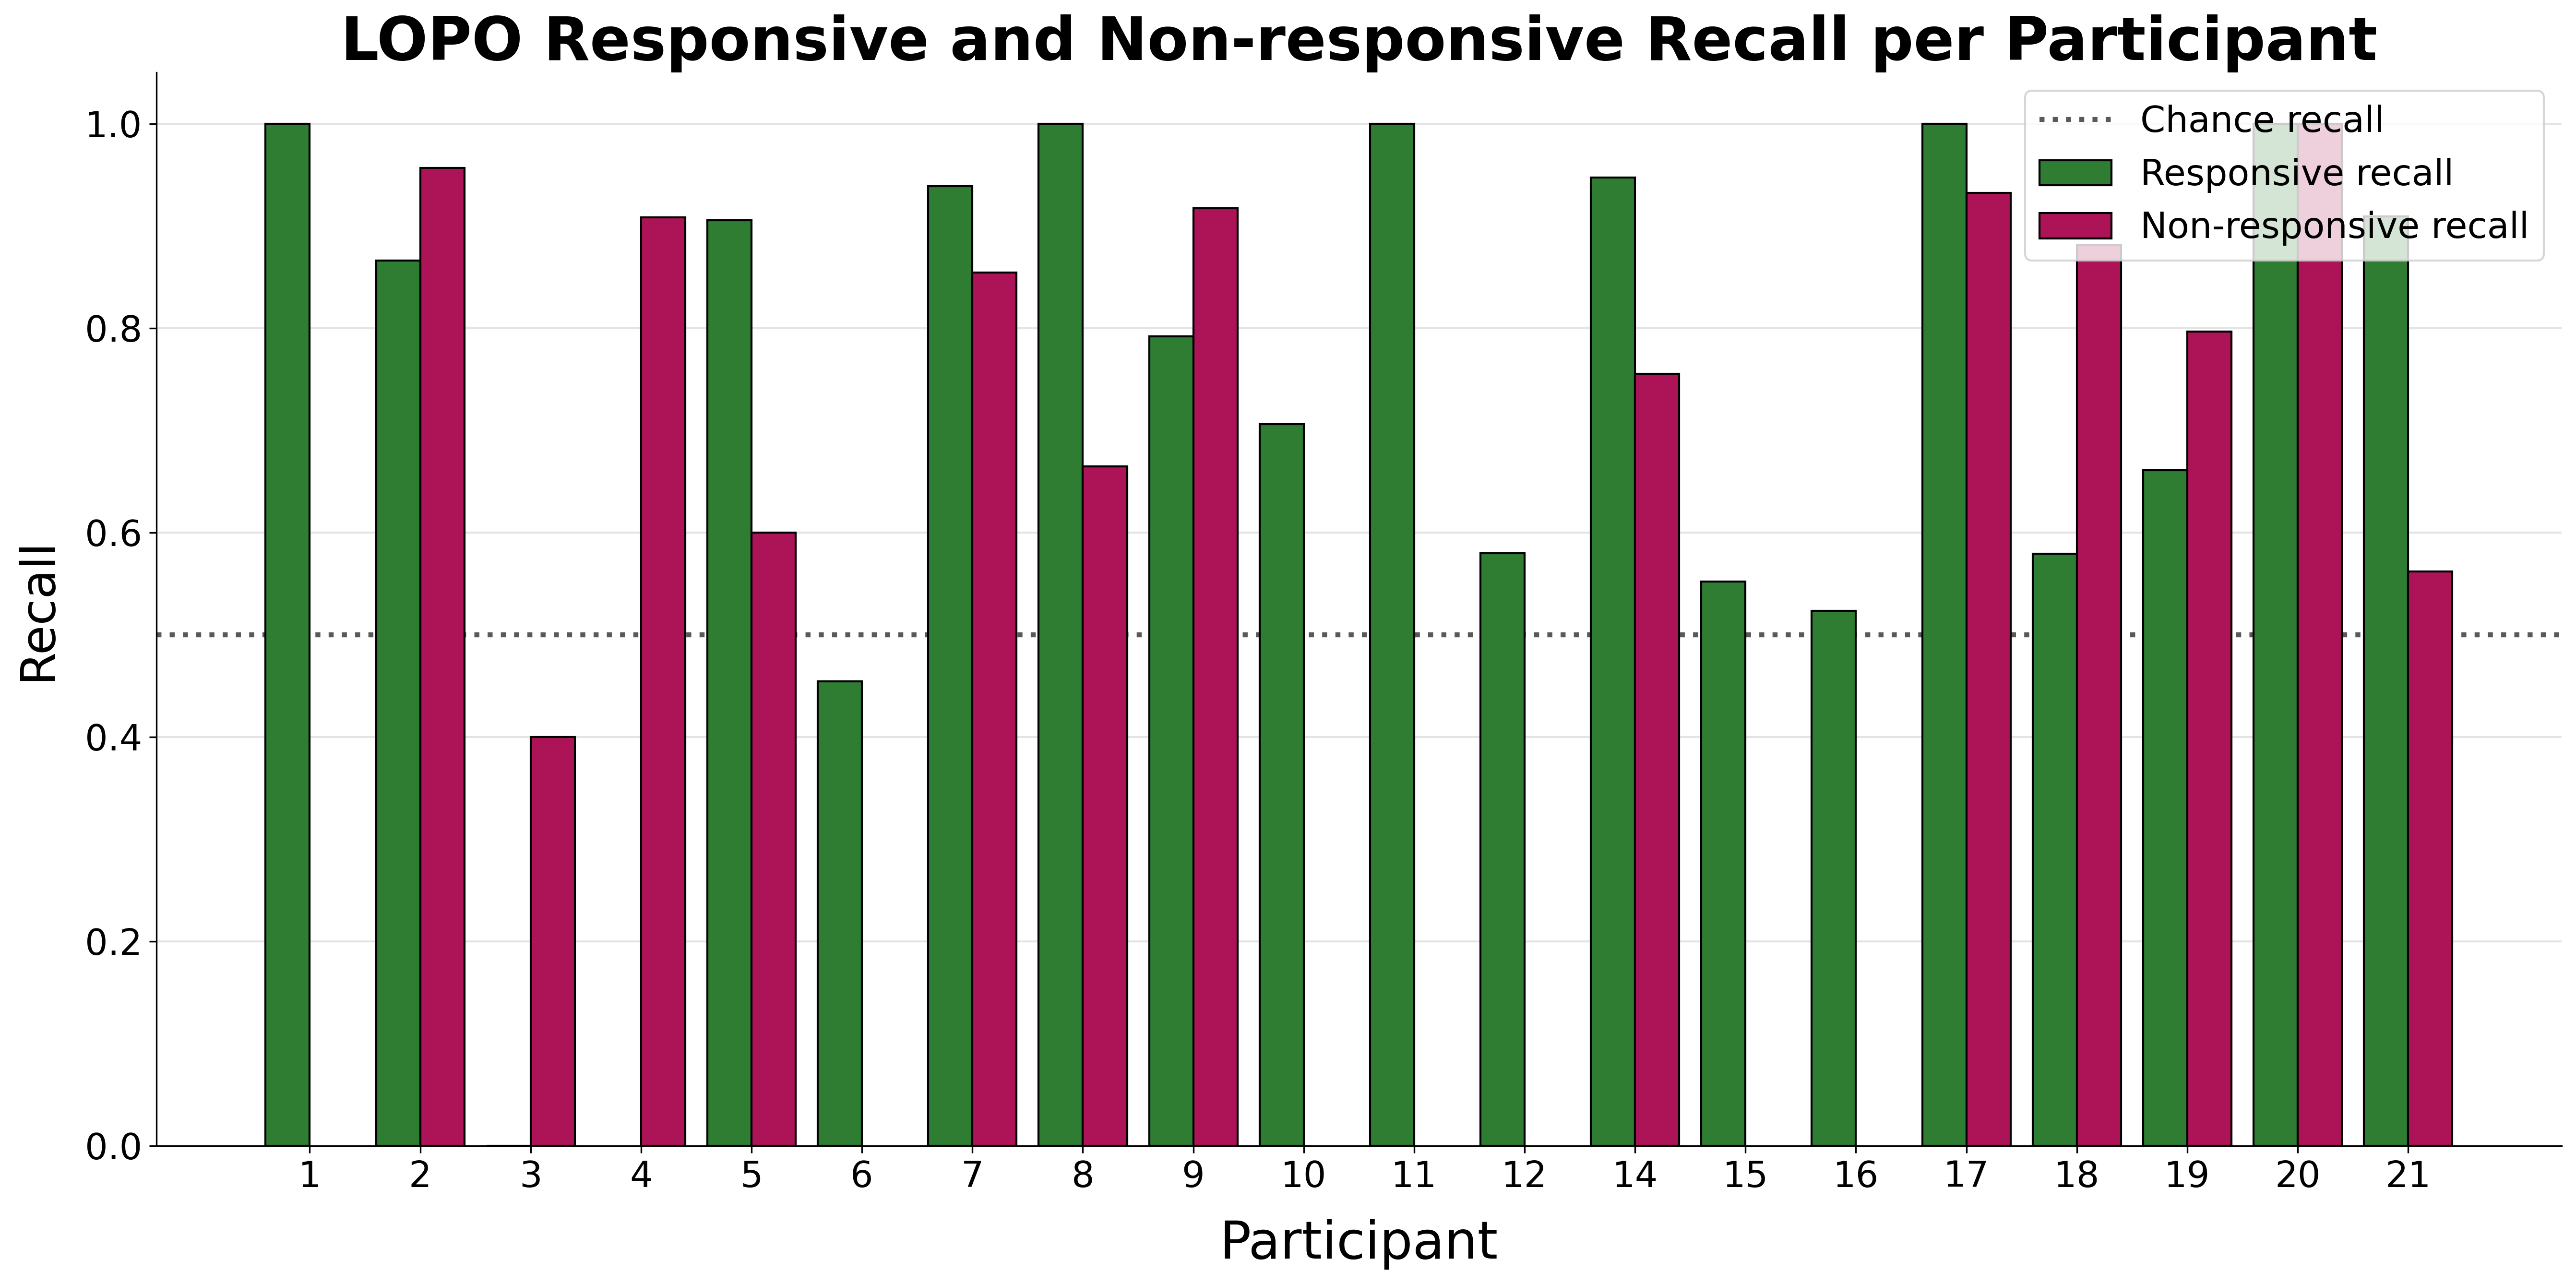 LOPO Responsive and Non-responsive Recall per Participant
Chance recall
Responsive recall
Non-responsive recall
1.0
0.8
0.6
0.4
0.2
0.0
Recall
1 2 3 4 5 6 7 8 9 10 11 12 14 15 16 17 18 19 20 21
Participant